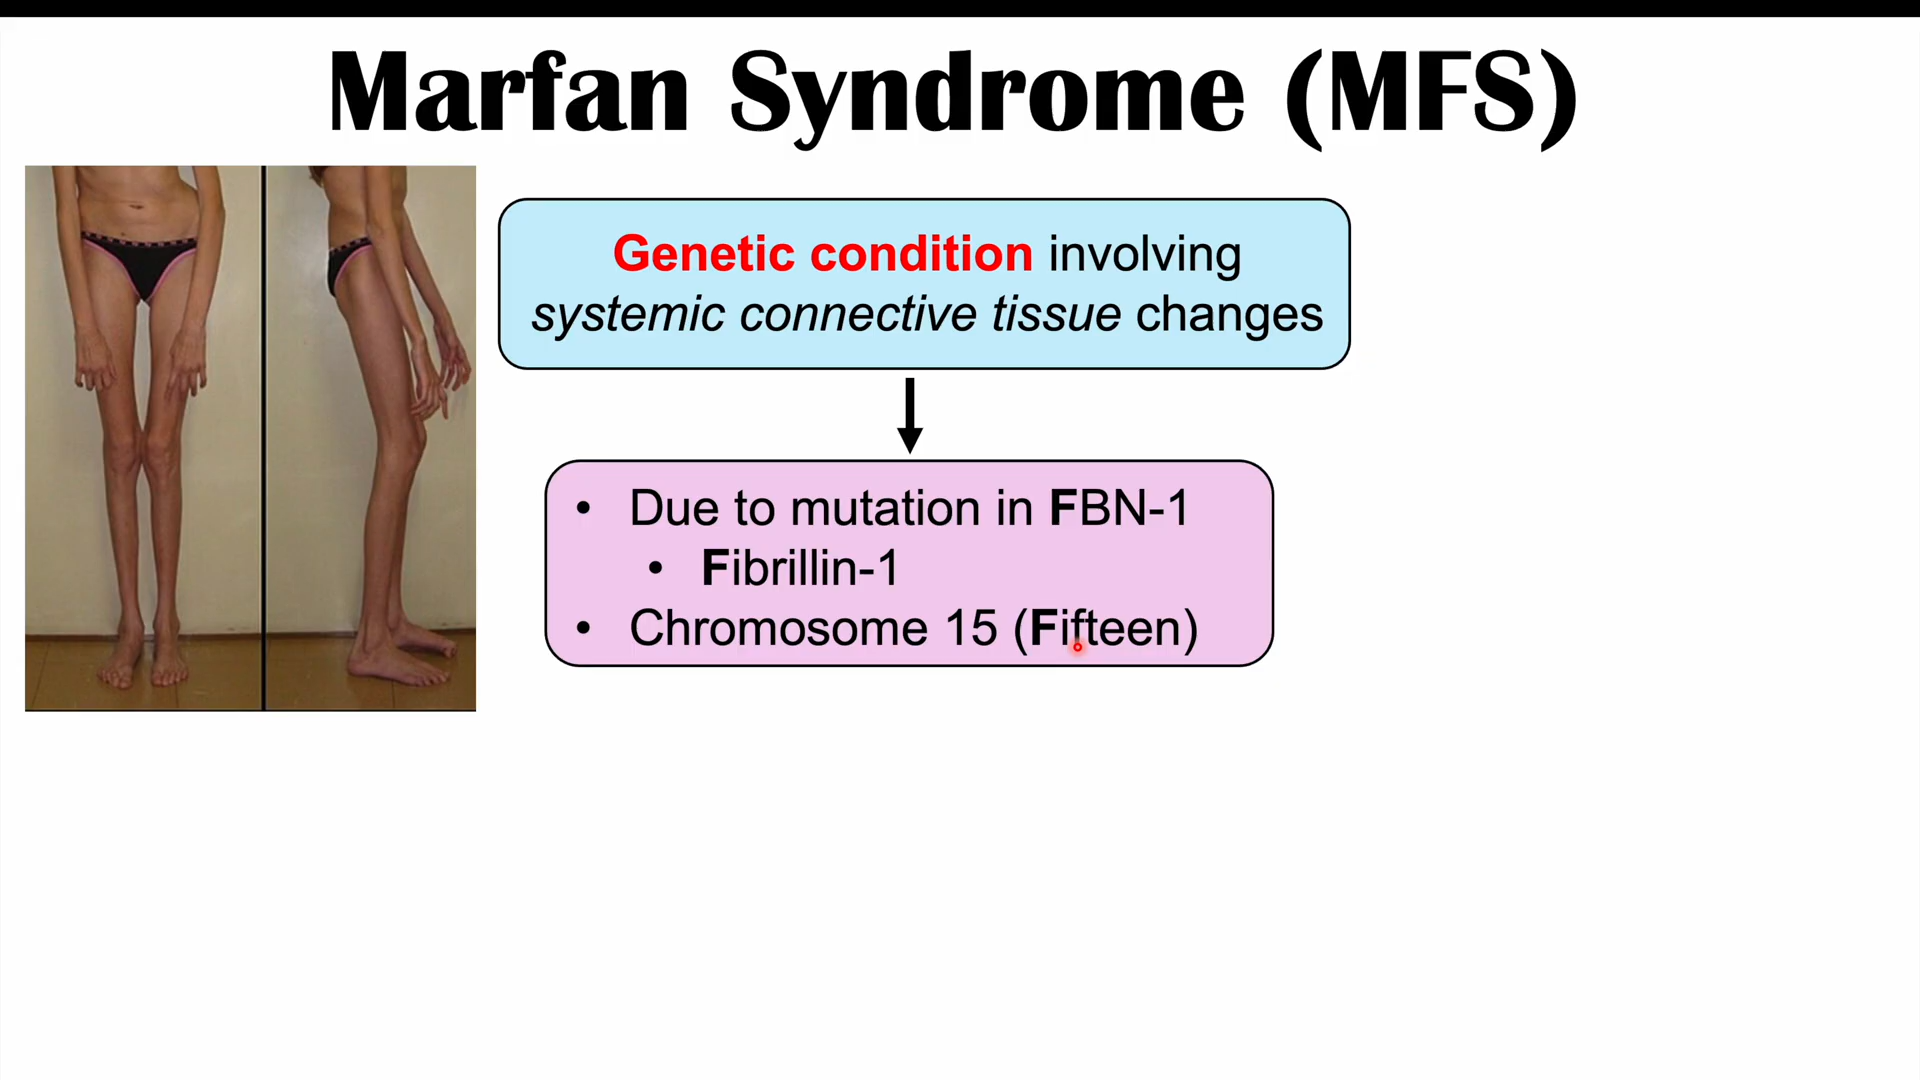 Marfan Syndrome (MFS)
Genetic condition involving
systemic connective tissue changes
• Due to mutation in FBN-1
• Fibrillin-1
• Chromosome 15 (Fifteen)